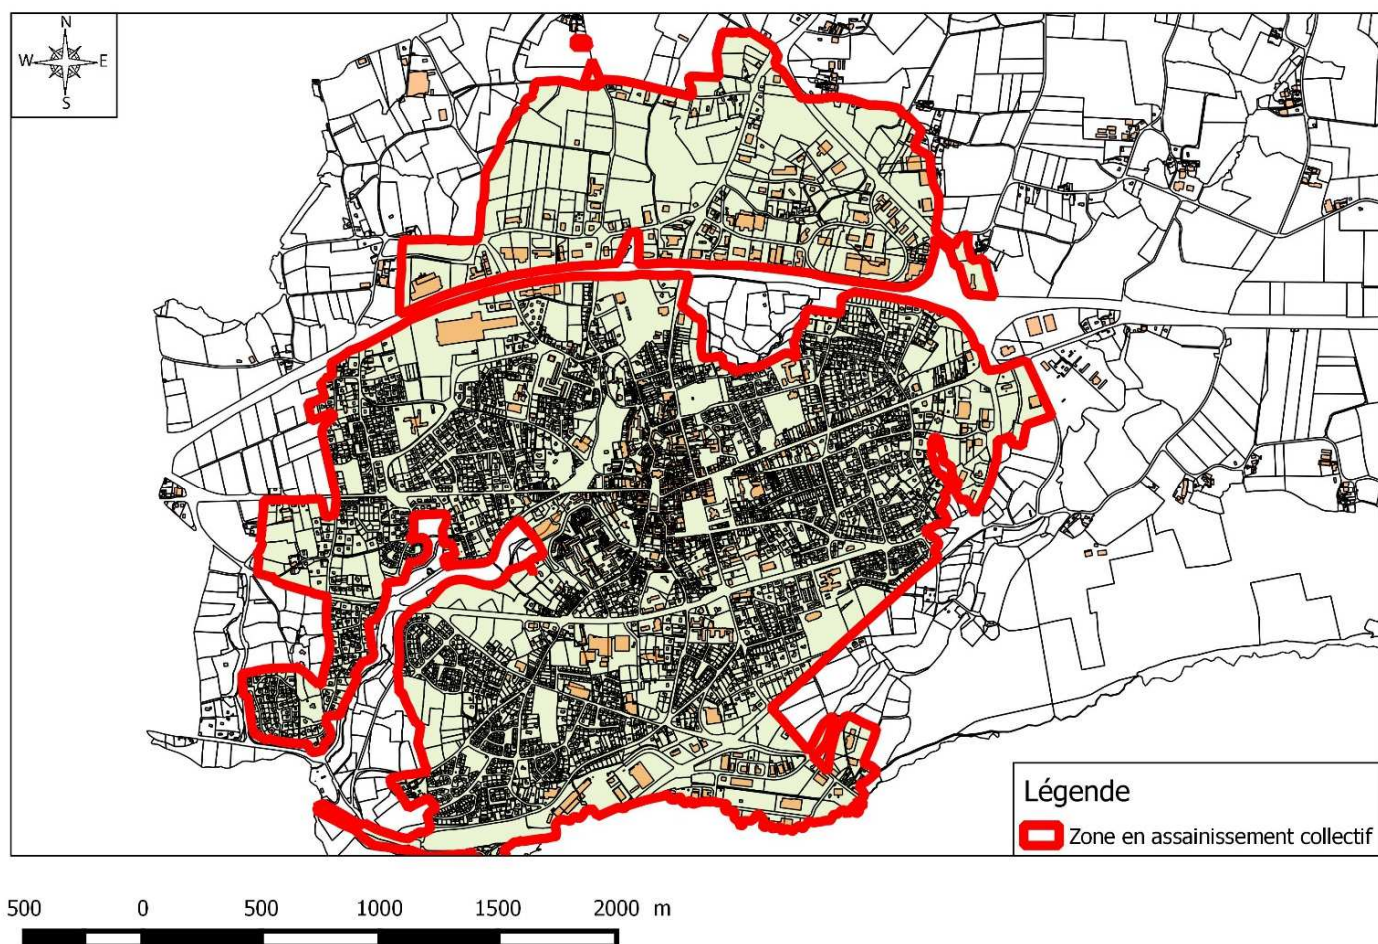 N
W E
S
Légende
Zone en assainissement collectif
500 0 500 1000 1500 2000 m